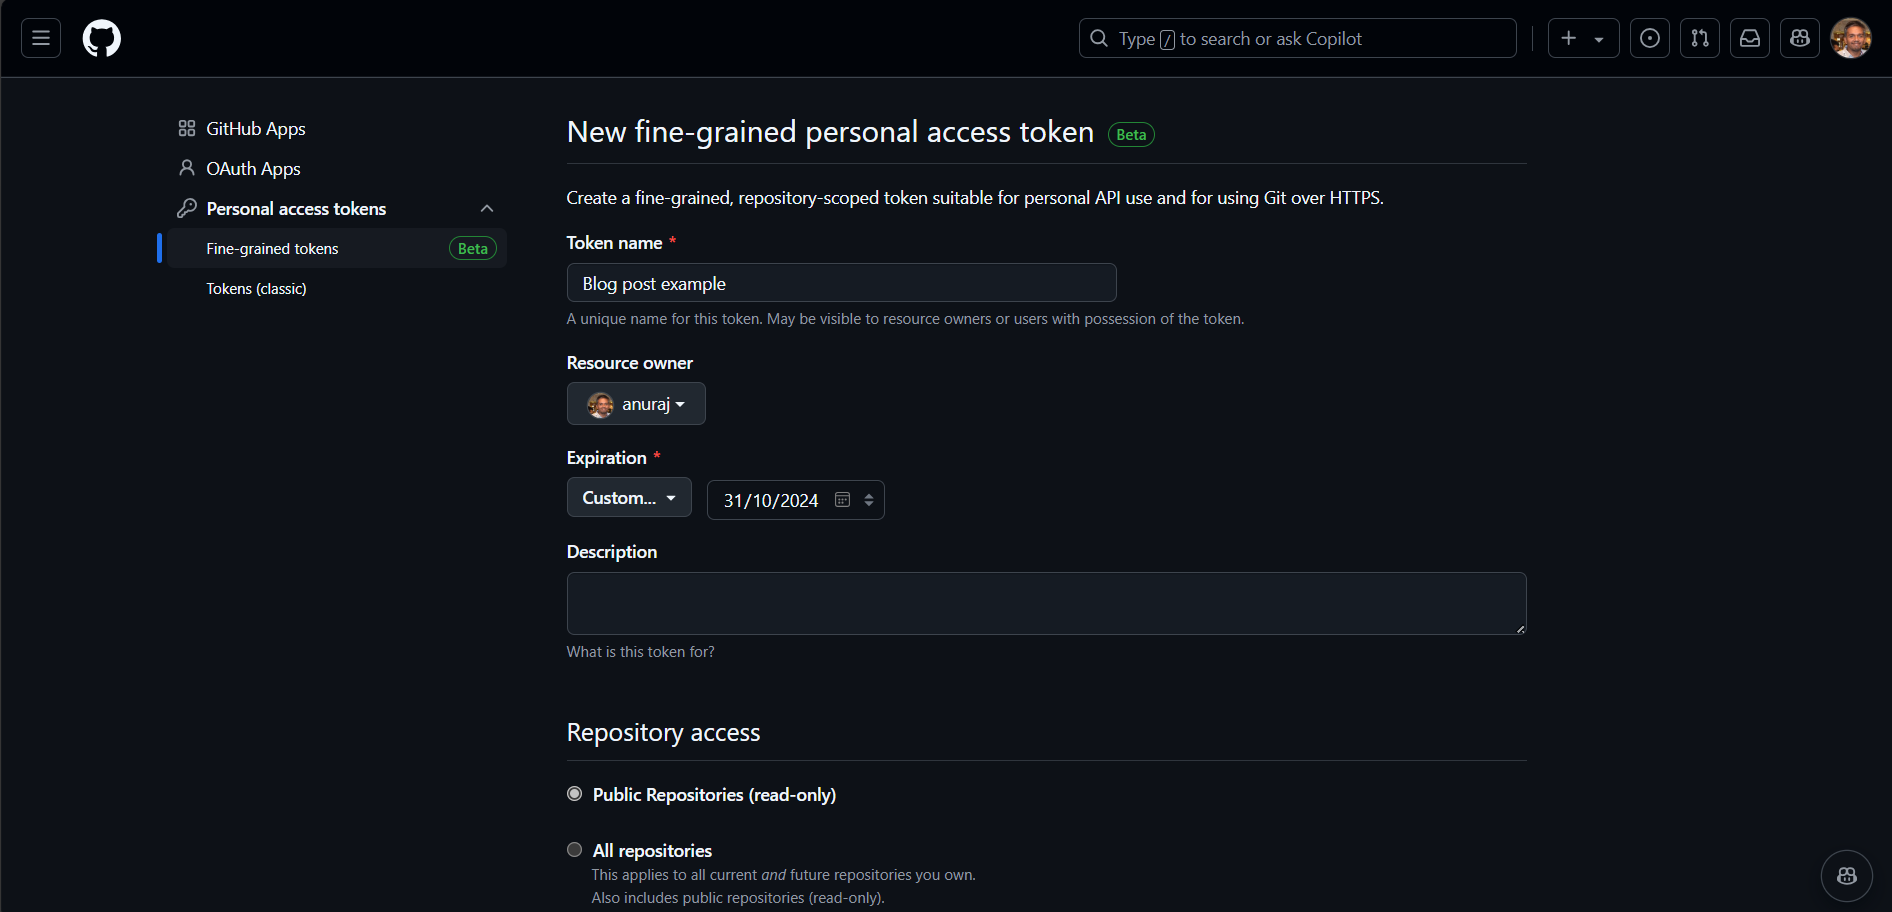 Type / to search or ask Copilot
GitHub Apps
OAuth Apps
Personal access tokens
Fine-grained tokens Beta
Tokens (classic)
New fine-grained personal access token Beta
Create a fine-grained, repository-scoped token suitable for personal API use and for using Git over HTTPS.
Token name *
Blog post example
A unique name for this token. May be visible to resource owners or users with possession of the token.
Resource owner
anuraj
Expiration *
Custom... 31/10/2024
Description
What is this token for?
Repository access
Public Repositories (read-only)
All repositories
This applies to all current and future repositories you own.
Also includes public repositories (read-only).